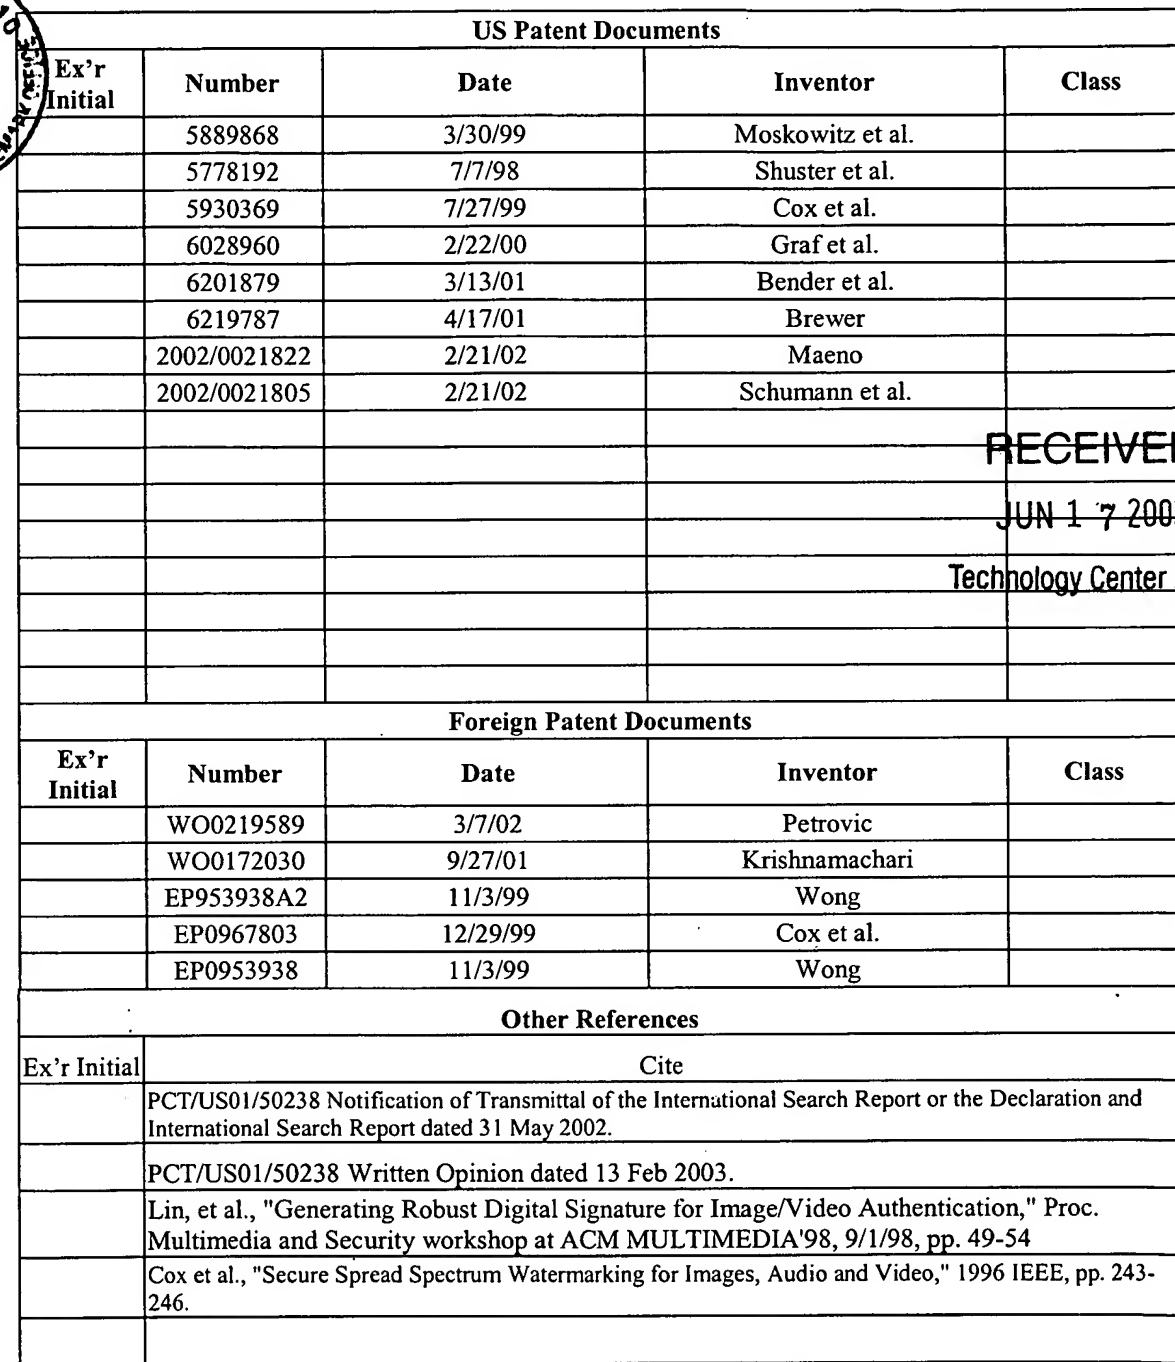 US Patent Documents
Ex'r Initial Number Date Inventor Class
5889868 3/30/99 Moskowitz et al.
5778192 7/7/98 Shuster et al.
5930369 7/27/99 Cox et al.
6028960 2/22/00 Graf et al.
6201879 3/13/01 Bender et al.
6219787 4/17/01 Brewer
2002/0021822 2/21/02 Maeno
2002/0021805 2/21/02 Schumann et al.
RECEIVE
JUN 17 200
Technology Center
Foreign Patent Documents
Ex'r Initial Number Date Inventor Class
WO0219589 3/7/02 Petrovic
WO0172030 9/27/01 Krishnamachari
EP953938A2 11/3/99 Wong
EP0967803 12/29/99 Cox et al.
EP0953938 11/3/99 Wong
Other References
Ex'r Initial Cite
PCT/US01/50238 Notification of Transmittal of the International Search Report or the Declaration and
International Search Report dated 31 May 2002.
PCT/US01/50238 Written Opinion dated 13 Feb 2003.
Lin, et al., "Generating Robust Digital Signature for Image/Video Authentication," Proc.
Multimedia and Security workshop at ACM MULTIMEDIA'98, 9/1/98, pp. 49-54
Cox et al., "Secure Spread Spectrum Watermarking for Images, Audio and Video," 1996 IEEE, pp. 243-
246.